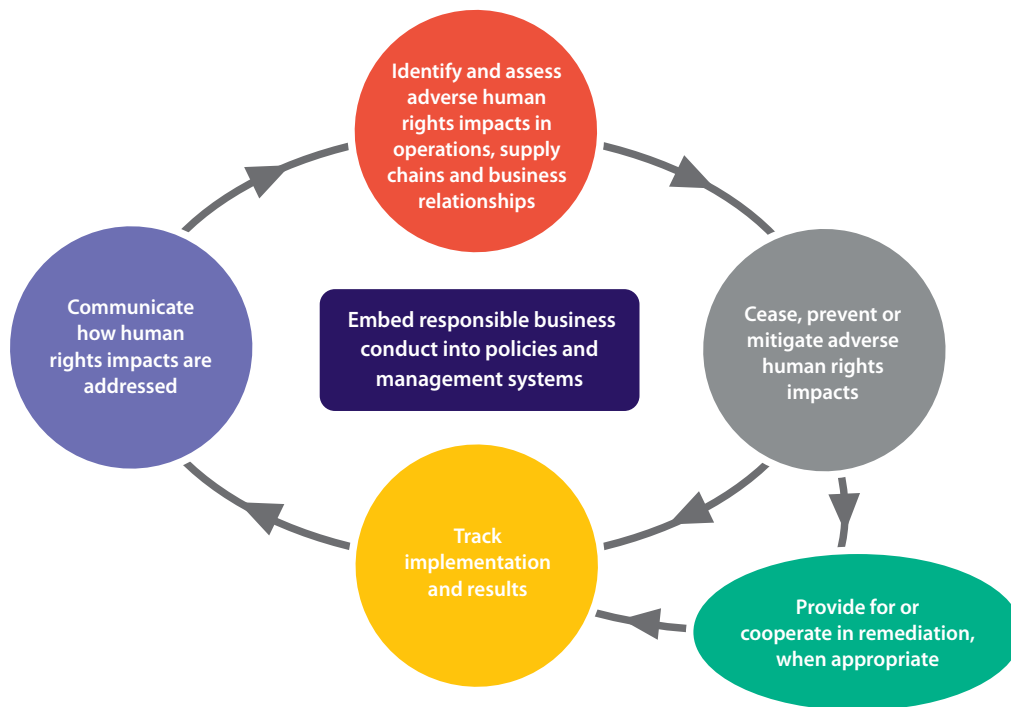 Identify and assess
adverse human
rights impacts in
operations, supply
chains and business
relationships
Communicate
how human
rights impacts are
addressed
Embed responsible business
conduct into policies and
management systems
Cease, prevent or
mitigate adverse
human rights
impacts
Track
implementation
and results
Provide for or
cooperate in remediation,
when appropriate